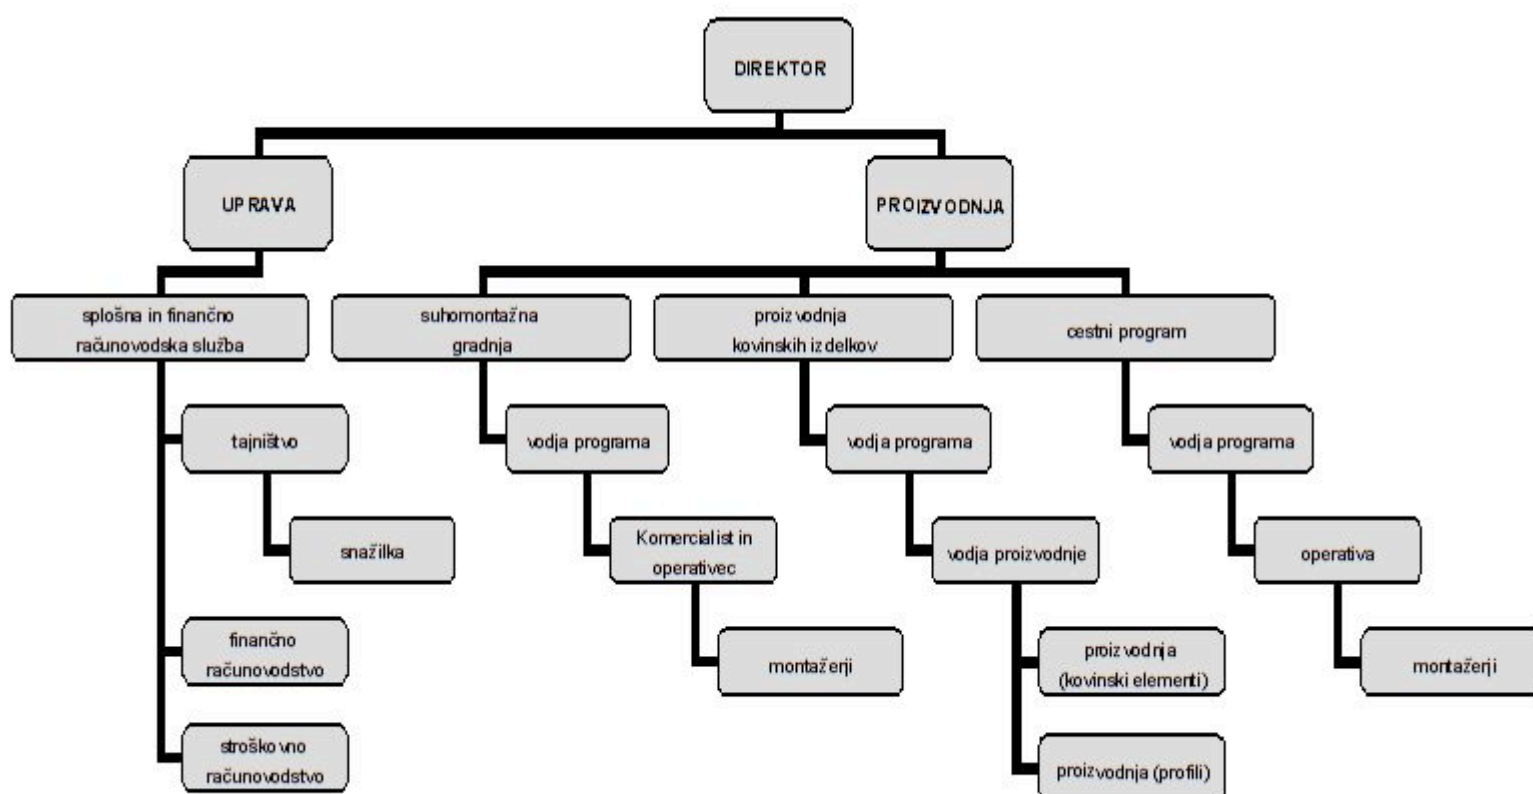 DIREKTOR
UPRAVA
PROIZVODNJA
splošna in finančno
računovodska služba
suhomontažna
gradnja
proizvodnja
kovinskih izdelkov
cestni program
tajništvo
vodja programa
vodja programa
vodja programa
snažilka
Komercialist in
operativec
vodja proizvodnje
operativa
finančno
računovodstvo
montažerji
proizvodnja
(kovinski elementi)
montažerji
stroškovno
računovodstvo
proizvodnja (profili)